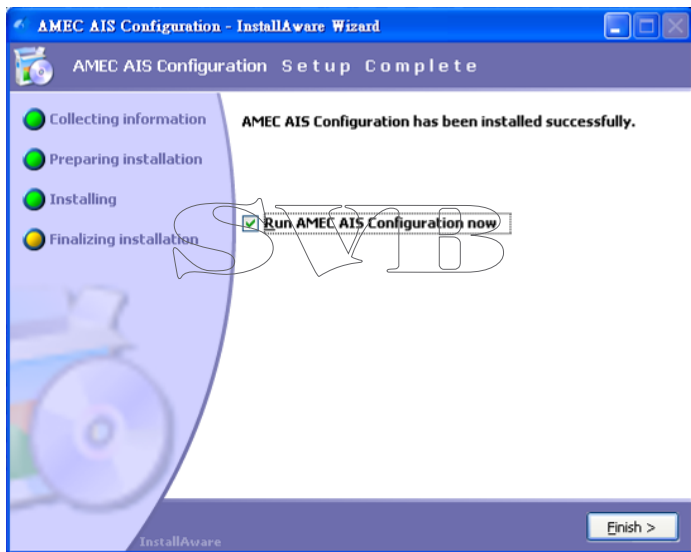 AMEC AIS Configuration - InstallAware Wizard
AMEC AIS Configuration Setup Complete
Collecting information
Preparing installation
Installing
Finalizing installation
AMEC AIS Configuration has been installed successfully.
Run AMEC AIS Configuration now
SVB
InstallAware
Finish >